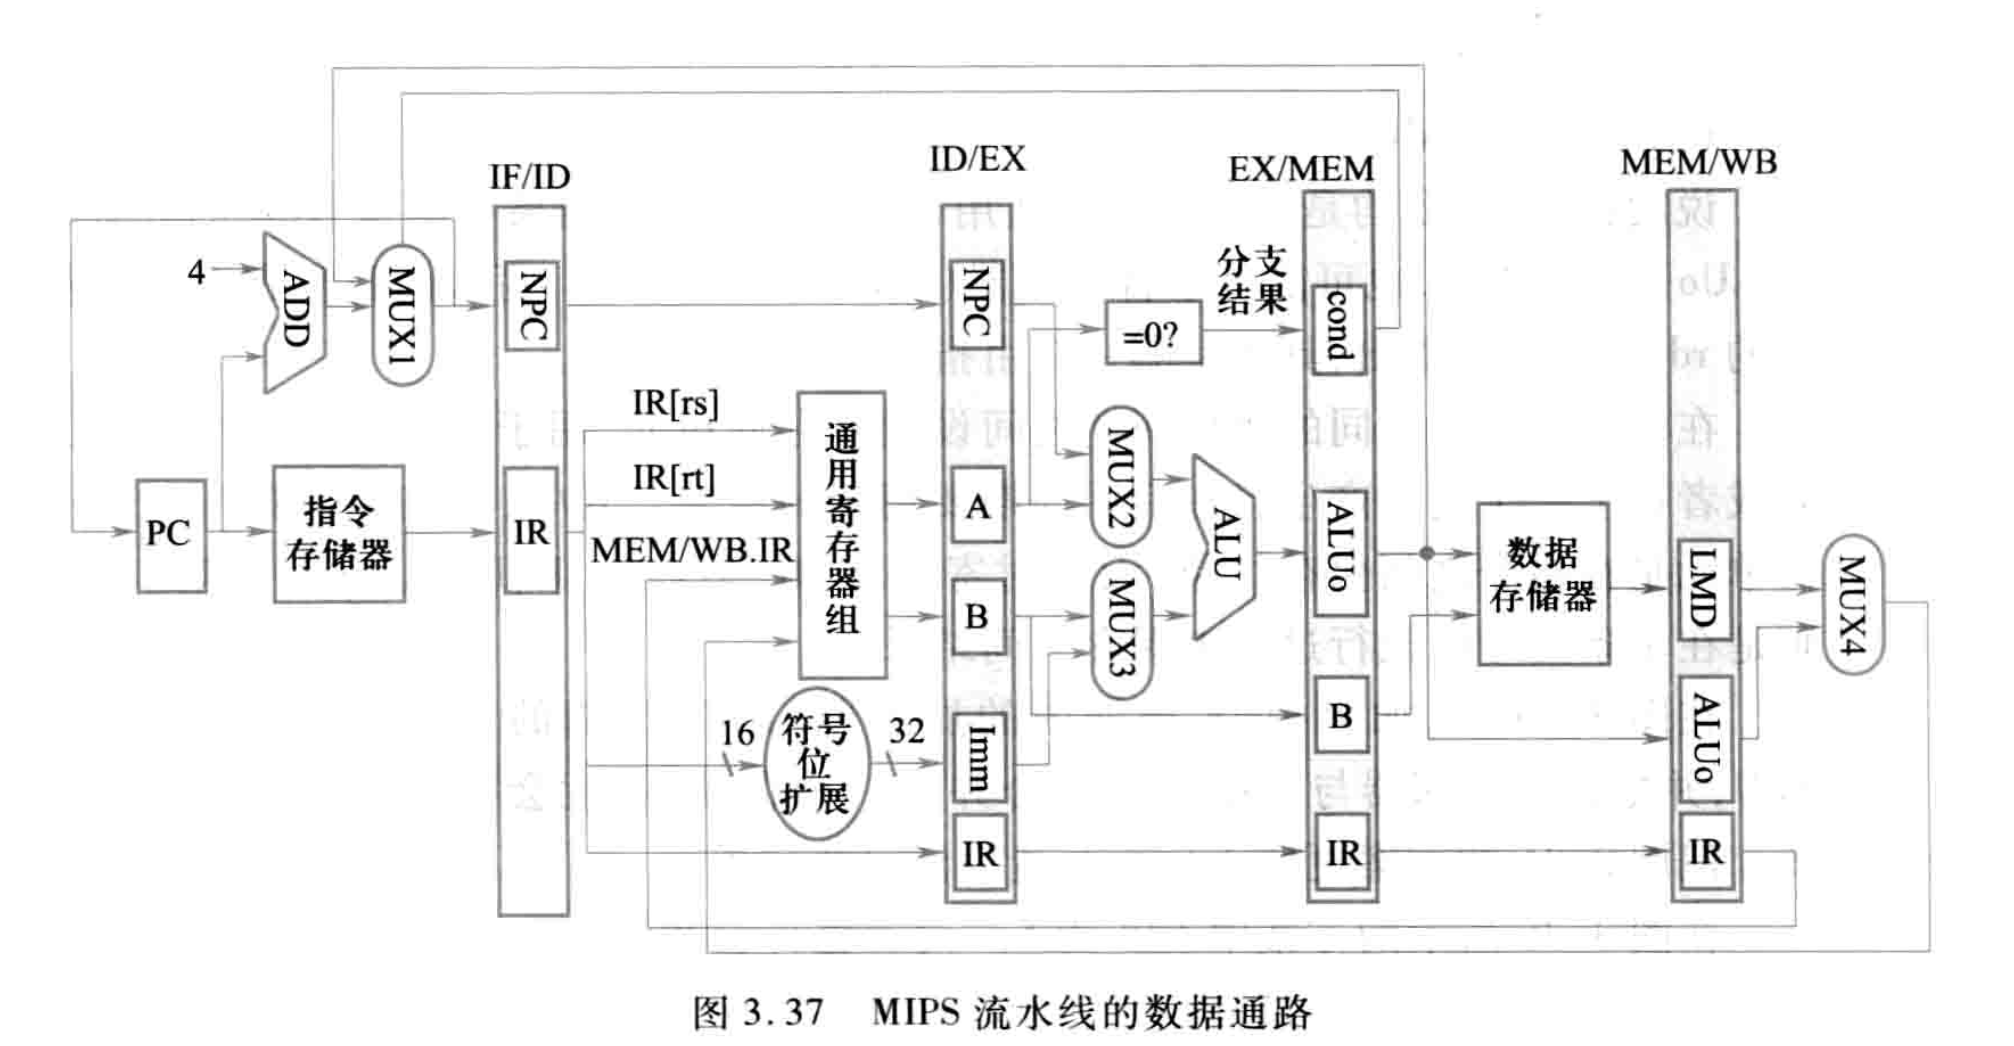 IF/ID
ID/EX
EX/MEM
MEM/WB
4
ADD
MUX1
NPC
NPC
=0?
分支
结果
cond
PC
指令
存储器
IR
IR[rs]
IR[rt]
MEM/WB.IR
通用寄存器组
16
符号
位
扩展
32
A
B
Imm
IR
MUX2
MUX3
ALU
ALUo
B
IR
数据
存储器
LMD
ALUo
IR
MUX4
图 3.37 MIPS 流水线的数据通路